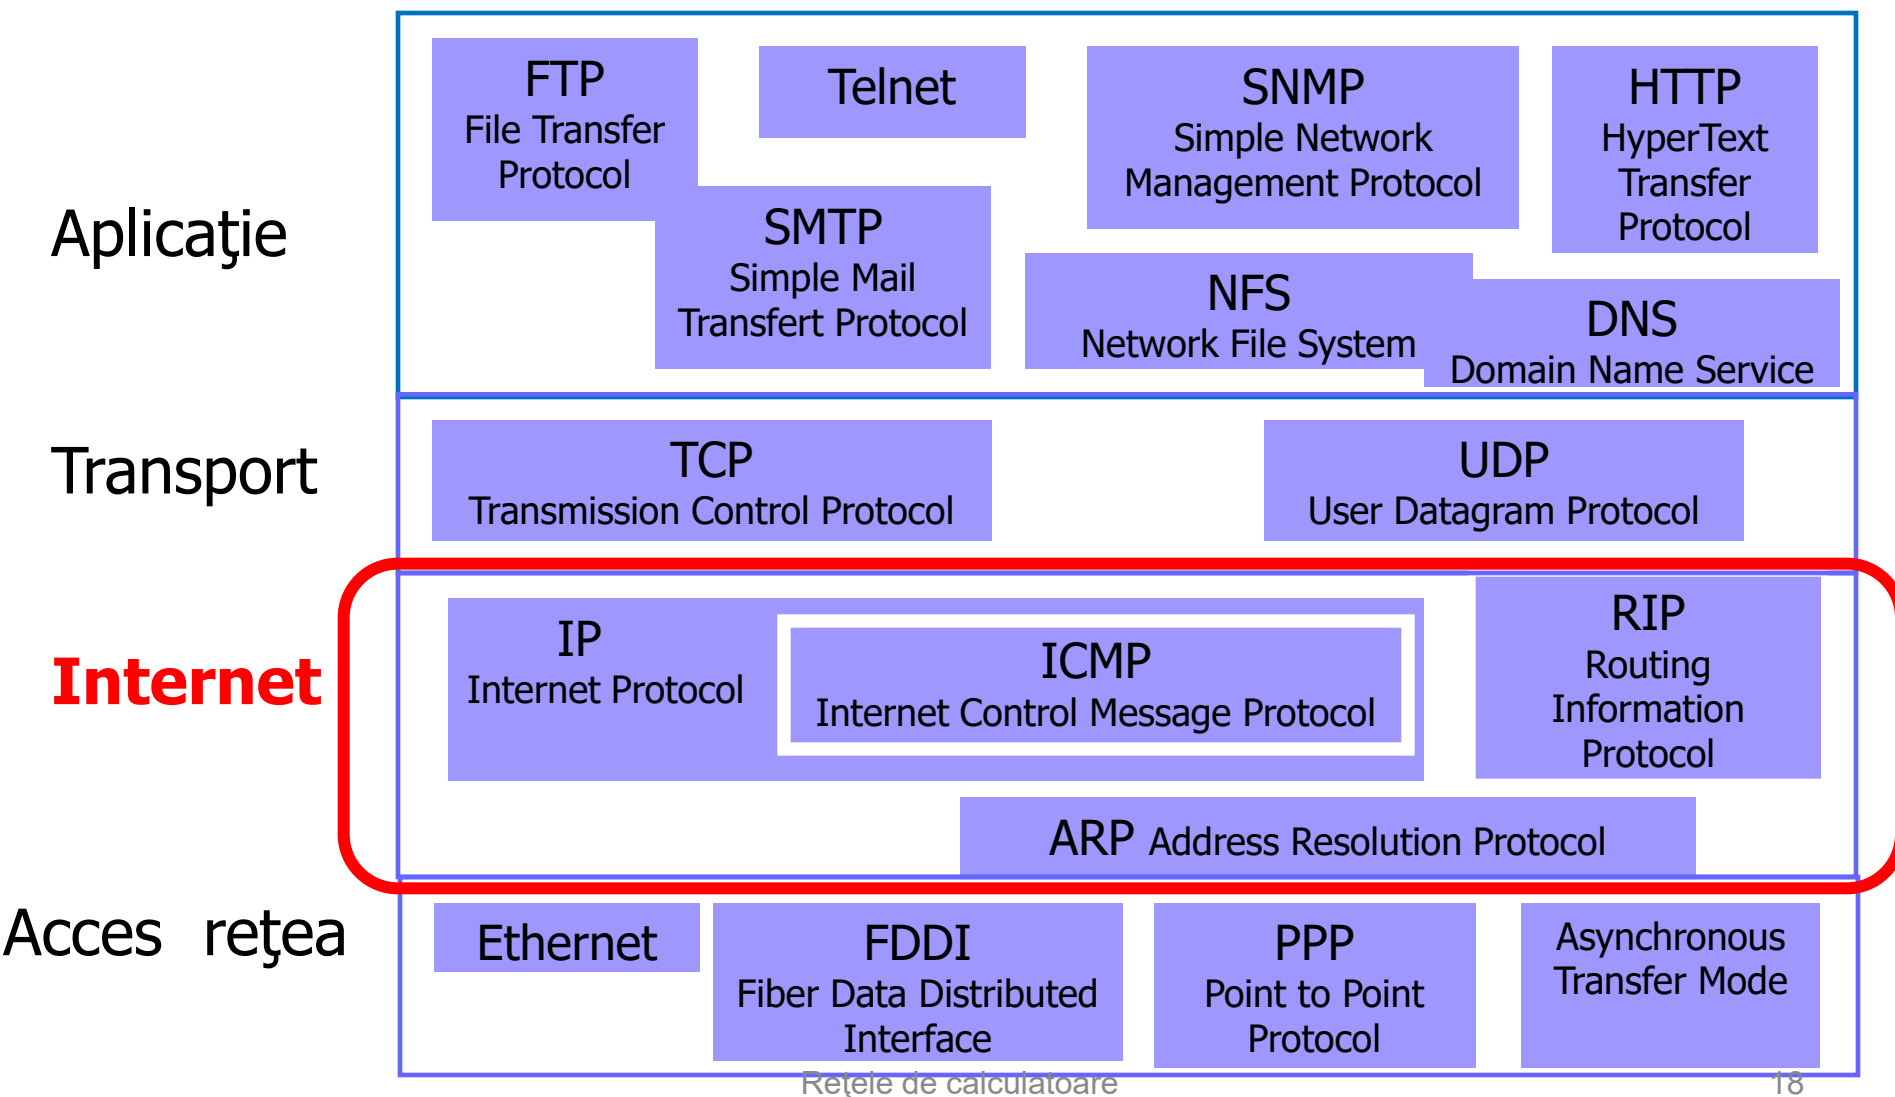 Aplicaţie
FTP
File Transfer
Protocol
Telnet
SNMP
Simple Network
Management Protocol
HTTP
HyperText
Transfer
Protocol
SMTP
Simple Mail
Transfert Protocol
NFS
Network File System
DNS
Domain Name Service
Transport
TCP
Transmission Control Protocol
UDP
User Datagram Protocol
Internet
IP
Internet Protocol
ICMP
Internet Control Message Protocol
RIP
Routing
Information
Protocol
ARP Address Resolution Protocol
Acces reţea
Ethernet
FDDI
Fiber Data Distributed
Interface
PPP
Point to Point
Protocol
Asynchronous
Transfer Mode
Reţele de calculatoare
18